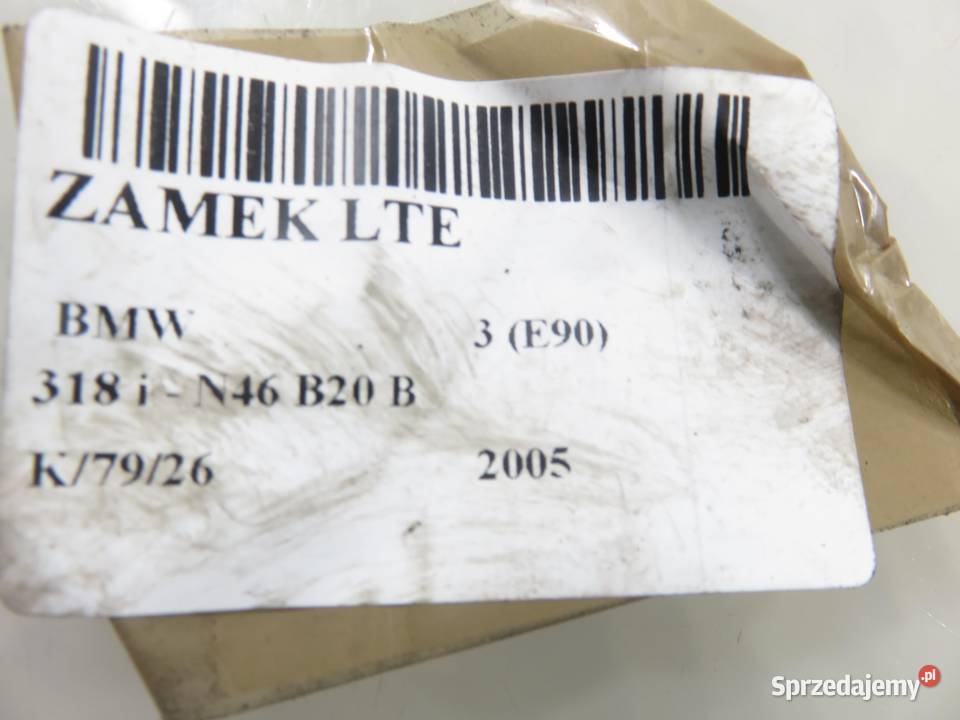 ZAMEK LTE
BMW 3 (E90)
318 i - N46 B20 B
K/79/26 2005
Sprzedajemy.pl